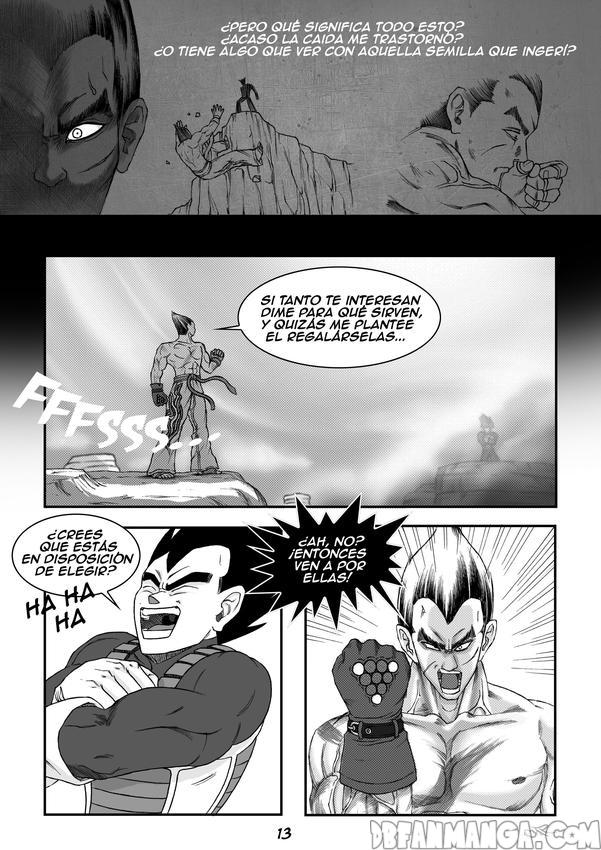 ¿PERO QUÉ SIGNIFICA TODO ESTO?
¿ACASO LA CAIDA ME TRASTORNÓ?
¿O TIENE ALGO QUE VER CON AQUELLA SEMILLA QUE INGERÍ?
SI TANTO TE INTERESAN
DIME PARA QUÉ SIRVEN,
Y QUIZÁS ME PLANTEE
EL REGALÁRSELAS...
FFFSSS...
¿CREES
QUE ESTÁS
EN DISPOSICIÒN
DE ELEGIR?
HA HA
HA
¿AH, NO?
¡ENTONCES
VEN A POR
ELLAS!
13
DBFANMANGA.COM